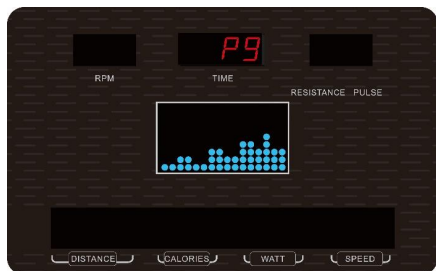 P9
RPM
TIME
RESISTANCE PULSE
DISTANCE
CALORIES
WATT
SPEED